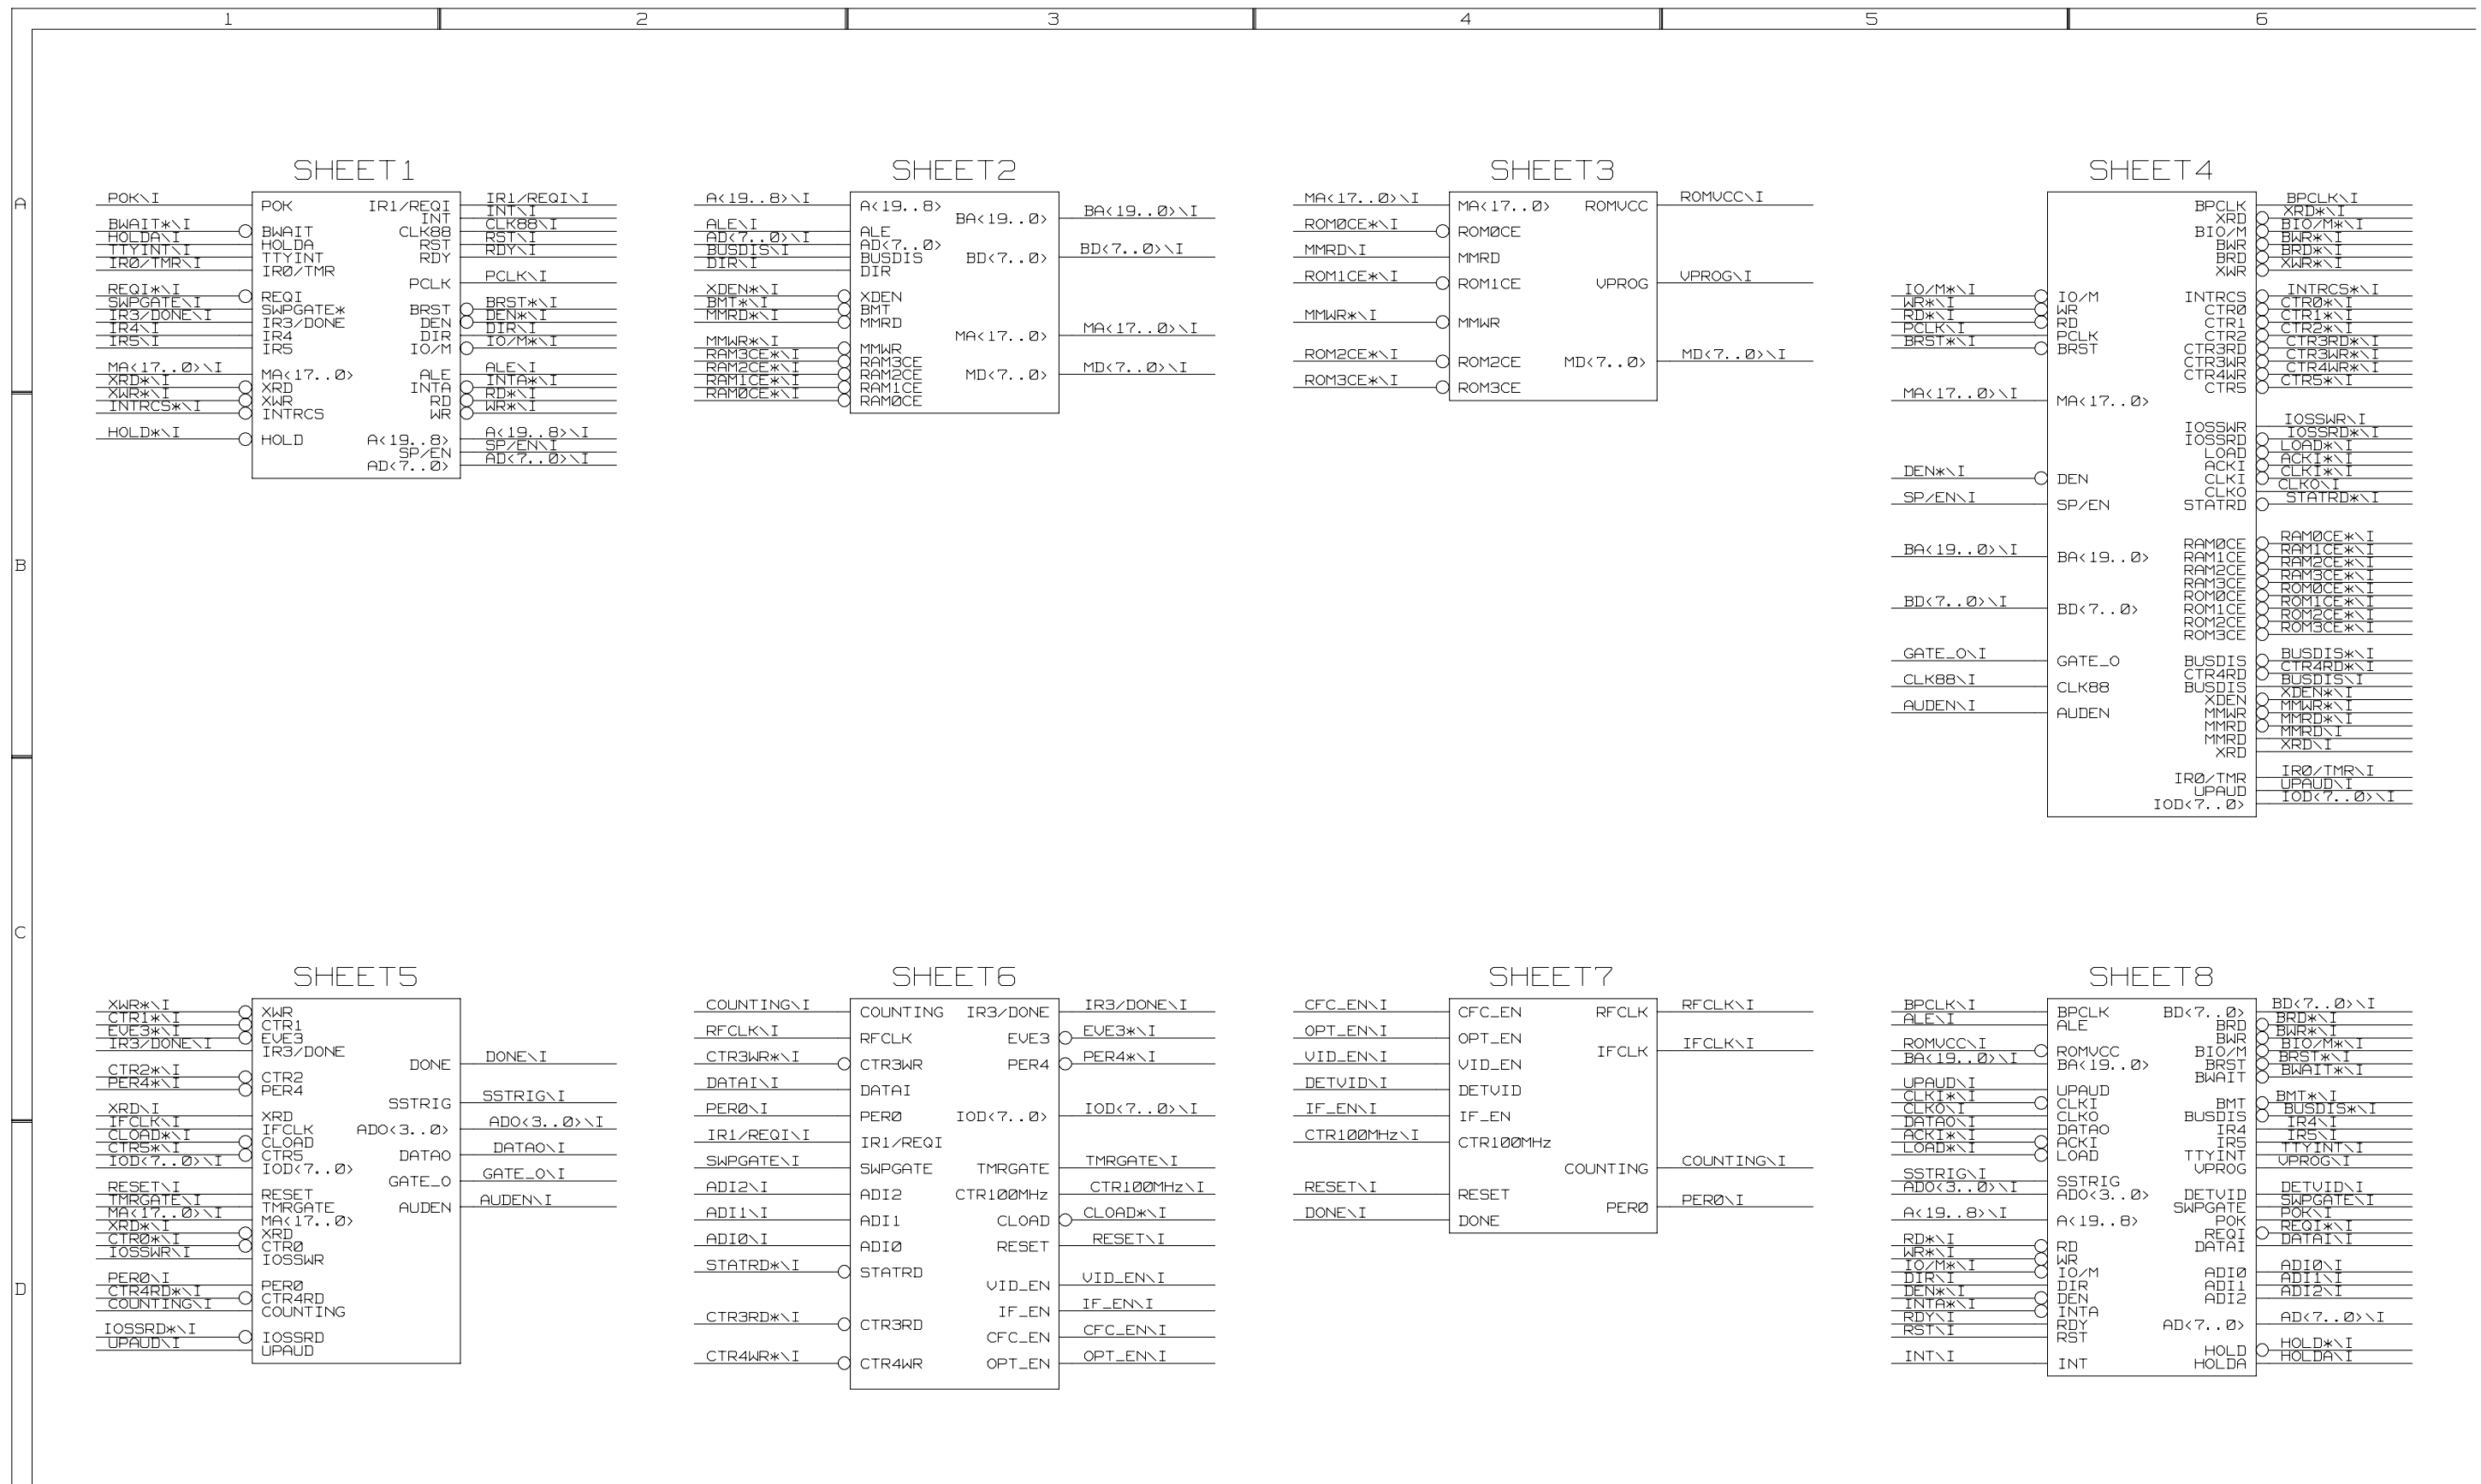 1 2 3 4 5 6
A
B
C
D
SHEET1
POK\I
BWAIT*\I
HOLDA\I
TTYINT\I
IR0/TMR\I
REQI*\I
SWPGATE\I
IR3/DONE\I
IR4\I
IR5\I
MA<17..0>\I
XRD*\I
XWR*\I
INTRCS*\I
HOLD*\I
POK
BWAIT
HOLDA
TTYINT
IR0/TMR
REQI
SWPGATE*
IR3/DONE
IR4
IR5
MA<17..0>
XRD
XWR
INTRCS
HOLD
IR1/REQI
INT
CLK88
RST
RDY
PCLK
BRST
DEN
DIR
IO/M
ALE
INTA
RD
WR
A<19..8>
SP/EN
AD<7..0>
IR1/REQI\I
INT\I
CLK88\I
RST\I
RDY\I
PCLK\I
BRST*\I
DEN*\I
DIR\I
IO/M*\I
ALE\I
INTA*\I
RD*\I
WR*\I
A<19..8>\I
SP/EN\I
AD<7..0>\I
SHEET2
A<19..8>\I
ALE\I
AD<7..0>\I
BUSDIS\I
DIR\I
XDEN*\I
BMT*\I
MMRD*\I
MMWR*\I
RAM3CE*\I
RAM2CE*\I
RAM1CE*\I
RAM0CE*\I
A<19..8>
ALE
AD<7..0>
BUSDIS
DIR
XDEN
BMT
MMRD
MMWR
RAM3CE
RAM2CE
RAM1CE
RAM0CE
BA<19..0>
BD<7..0>
MA<17..0>
MD<7..0>
BA<19..0>\I
BD<7..0>\I
MA<17..0>\I
MD<7..0>\I
SHEET3
MA<17..0>\I
ROM0CE*\I
MMRD\I
ROM1CE*\I
MMWR*\I
ROM2CE*\I
ROM3CE*\I
MA<17..0>
ROM0CE
MMRD
ROM1CE
MMWR
ROM2CE
ROM3CE
ROMVCC
VPROG
MD<7..0>
ROMVCC\I
VPROG\I
MD<7..0>\I
SHEET4
IO/M*\I
WR*\I
RD*\I
PCLK\I
BRST*\I
MA<17..0>\I
DEN*\I
SP/EN\I
BA<19..0>\I
BD<7..0>\I
GATE_O\I
CLK88\I
AUDEN\I
IO/M
WR
RD
PCLK
BRST
MA<17..0>
DEN
SP/EN
BA<19..0>
BD<7..0>
GATE_O
CLK88
AUDEN
BPCLK
XRD
BIO/M
BWR
BRD
XWR
INTRCS
CTR0
CTR1
CTR2
CTR3RD
CTR3WR
CTR4WR
CTR5
IOSSWR
IOSSRD
LOAD
ACKI
CLKI
CLKO
STATRD
RAM0CE
RAM1CE
RAM2CE
RAM3CE
ROM0CE
ROM1CE
ROM2CE
ROM3CE
BUSDIS
CTR4RD
BUSDIS
XDEN
MMWR
MMRD
MMRD
XRD
IR0/TMR
UPAUD
IOD<7..0>
BPCLK\I
XRD*\I
BIO/M*\I
BWR*\I
BRD*\I
XWR*\I
INTRCS*\I
CTR0*\I
CTR1*\I
CTR2*\I
CTR3RD*\I
CTR3WR*\I
CTR4WR*\I
CTR5*\I
IOSSWR\I
IOSSRD*\I
LOAD*\I
ACKI*\I
CLKI*\I
CLKO\I
STATRD*\I
RAM0CE*\I
RAM1CE*\I
RAM2CE*\I
RAM3CE*\I
ROM0CE*\I
ROM1CE*\I
ROM2CE*\I
ROM3CE*\I
BUSDIS*\I
CTR4RD*\I
BUSDIS\I
XDEN*\I
MMWR*\I
MMRD*\I
MMRD\I
XRD\I
IR0/TMR\I
UPAUD\I
IOD<7..0>\I
SHEET5
XWR*\I
CTR1*\I
EVE3*\I
IR3/DONE\I
CTR2*\I
PER4*\I
XRD\I
IFCLK\I
CLOAD*\I
CTR5*\I
IOD<7..0>\I
RESET\I
TMRGATE\I
MA<17..0>\I
XRD*\I
CTR0*\I
IOSSWR\I
PER0\I
CTR4RD*\I
COUNTING\I
IOSSRD*\I
UPAUD\I
XWR
CTR1
EVE3
IR3/DONE
CTR2
PER4
XRD
IFCLK
CLOAD
CTR5
IOD<7..0>
RESET
TMRGATE
MA<17..0>
XRD
CTR0
IOSSWR
PER0
CTR4RD
COUNTING
IOSSRD
UPAUD
DONE
SSTRIG
ADO<3..0>
DATAO
GATE_O
AUDEN
DONE\I
SSTRIG\I
ADO<3..0>\I
DATAO\I
GATE_O\I
AUDEN\I
SHEET6
COUNTING\I
RFCLK\I
CTR3WR*\I
DATAI\I
PER0\I
IR1/REQI\I
SWPGATE\I
ADI2\I
ADI1\I
ADI0\I
STATRD*\I
CTR3RD*\I
CTR4WR*\I
COUNTING
RFCLK
CTR3WR
DATAI
PER0
IR1/REQI
SWPGATE
ADI2
ADI1
ADI0
STATRD
CTR3RD
CTR4WR
IR3/DONE
EVE3
PER4
IOD<7..0>
TMRGATE
CTR100MHz
CLOAD
RESET
VID_EN
IF_EN
CFC_EN
OPT_EN
IR3/DONE\I
EVE3*\I
PER4*\I
IOD<7..0>\I
TMRGATE\I
CTR100MHz\I
CLOAD*\I
RESET\I
VID_EN\I
IF_EN\I
CFC_EN\I
OPT_EN\I
SHEET7
CFC_EN\I
OPT_EN\I
VID_EN\I
DETVID\I
IF_EN\I
CTR100MHz\I
RESET\I
DONE\I
CFC_EN
OPT_EN
VID_EN
DETVID
IF_EN
CTR100MHz
RESET
DONE
RFCLK
IFCLK
COUNTING
PER0
RFCLK\I
IFCLK\I
COUNTING\I
PER0\I
SHEET8
BPCLK\I
ALE\I
ROMVCC\I
BA<19..0>\I
UPAUD\I
CLKI*\I
CLKO\I
DATAO\I
ACKI*\I
LOAD*\I
SSTRIG\I
ADO<3..0>\I
A<19..8>\I
RD*\I
WR*\I
IO/M*\I
DIR\I
DEN*\I
INTA*\I
RDY\I
RST\I
INT\I
BPCLK
ALE
ROMVCC
BA<19..0>
UPAUD
CLKI
CLKO
DATAO
ACKI
LOAD
SSTRIG
ADO<3..0>
A<19..8>
RD
WR
IO/M
DIR
DEN
INTA
RDY
RST
INT
BD<7..0>
BRD
BWR
BIO/M
BRST
BWAIT
BMT
BUSDIS
IR4
IR5
TTYINT
VPROG
DETVID
SWPGATE
POK
REQI
DATAI
ADI0
ADI1
ADI2
AD<7..0>
HOLD
HOLDA
BD<7..0>\I
BRD*\I
BWR*\I
BIO/M*\I
BRST*\I
BWAIT*\I
BMT*\I
BUSDIS*\I
IR4\I
IR5\I
TTYINT\I
VPROG\I
DETVID\I
SWPGATE\I
POK\I
REQI*\I
DATAI\I
ADI0\I
ADI1\I
ADI2\I
AD<7..0>\I
HOLD*\I
HOLDA\I